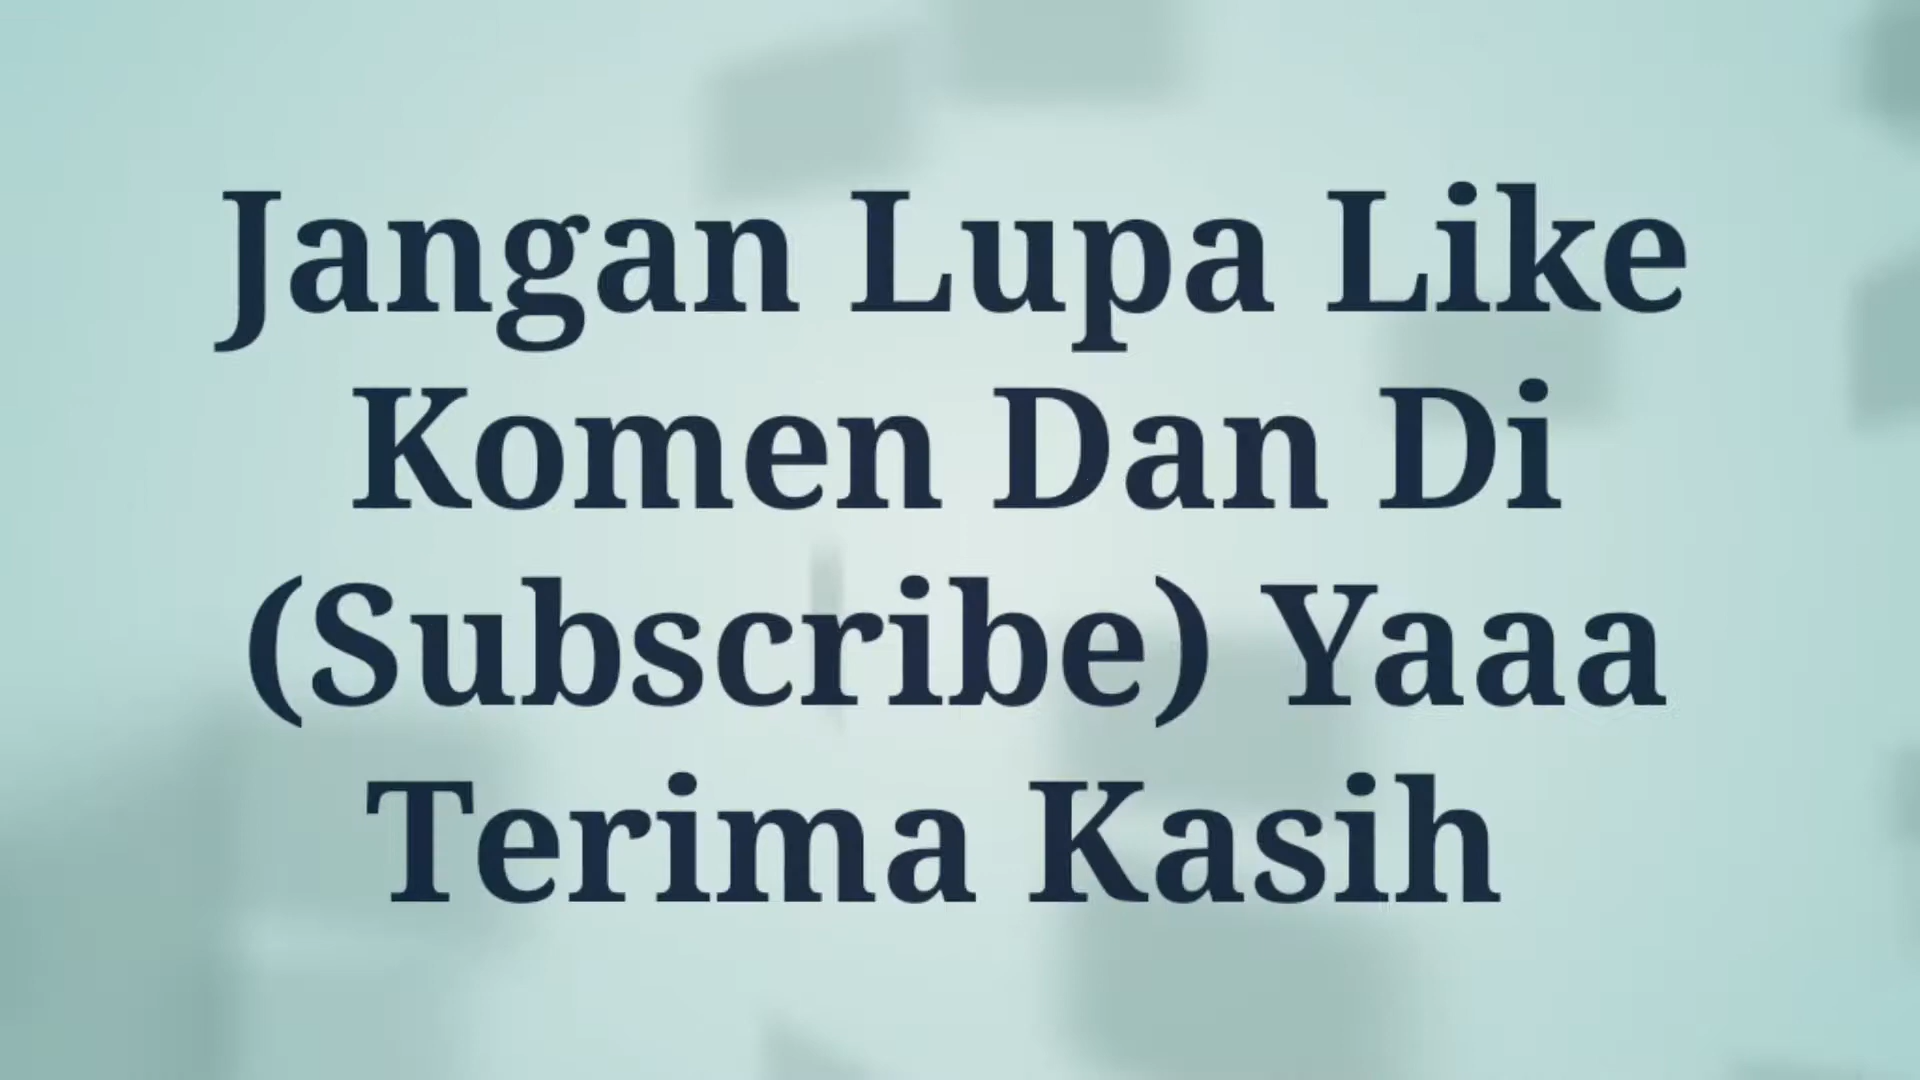 Jangan Lupa Like
Komen Dan Di
(Subscribe) Yaaa
Terima Kasih